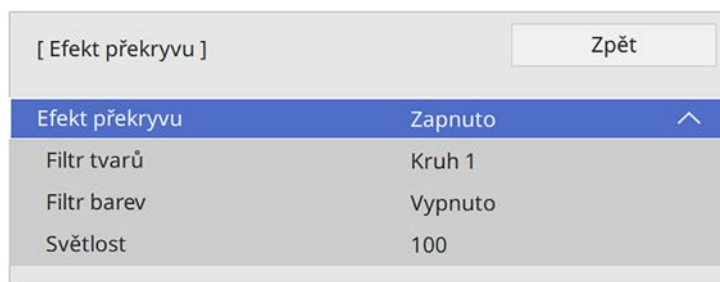 [ Efekt překryvu ] Zpět
Efekt překryvu Zapnuto
Filtr tvarů Kruh 1
Filtr barev Vypnuto
Světlost 100